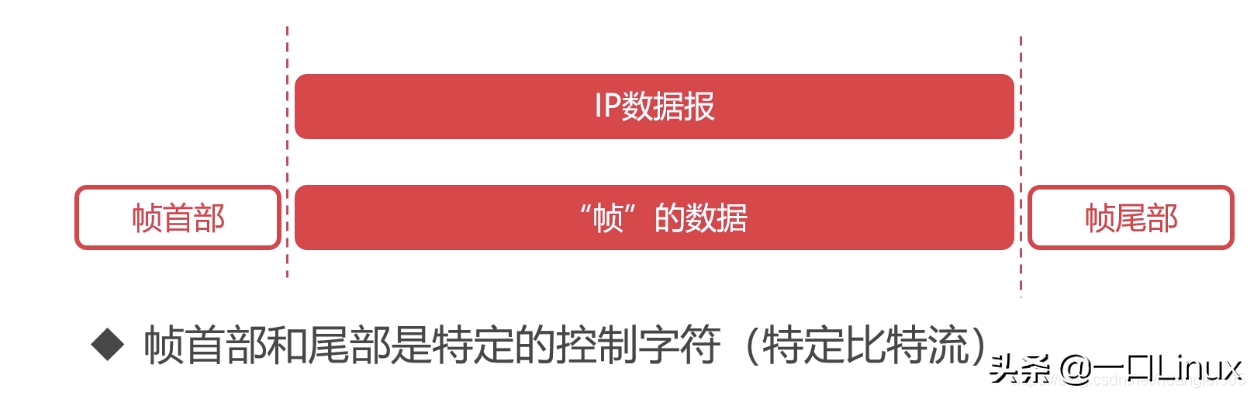 IP数据报
帧首部
“帧”的数据
帧尾部
◆ 帧首部和尾部是特定的控制字符（特定比特流）
头条 @一口Linux